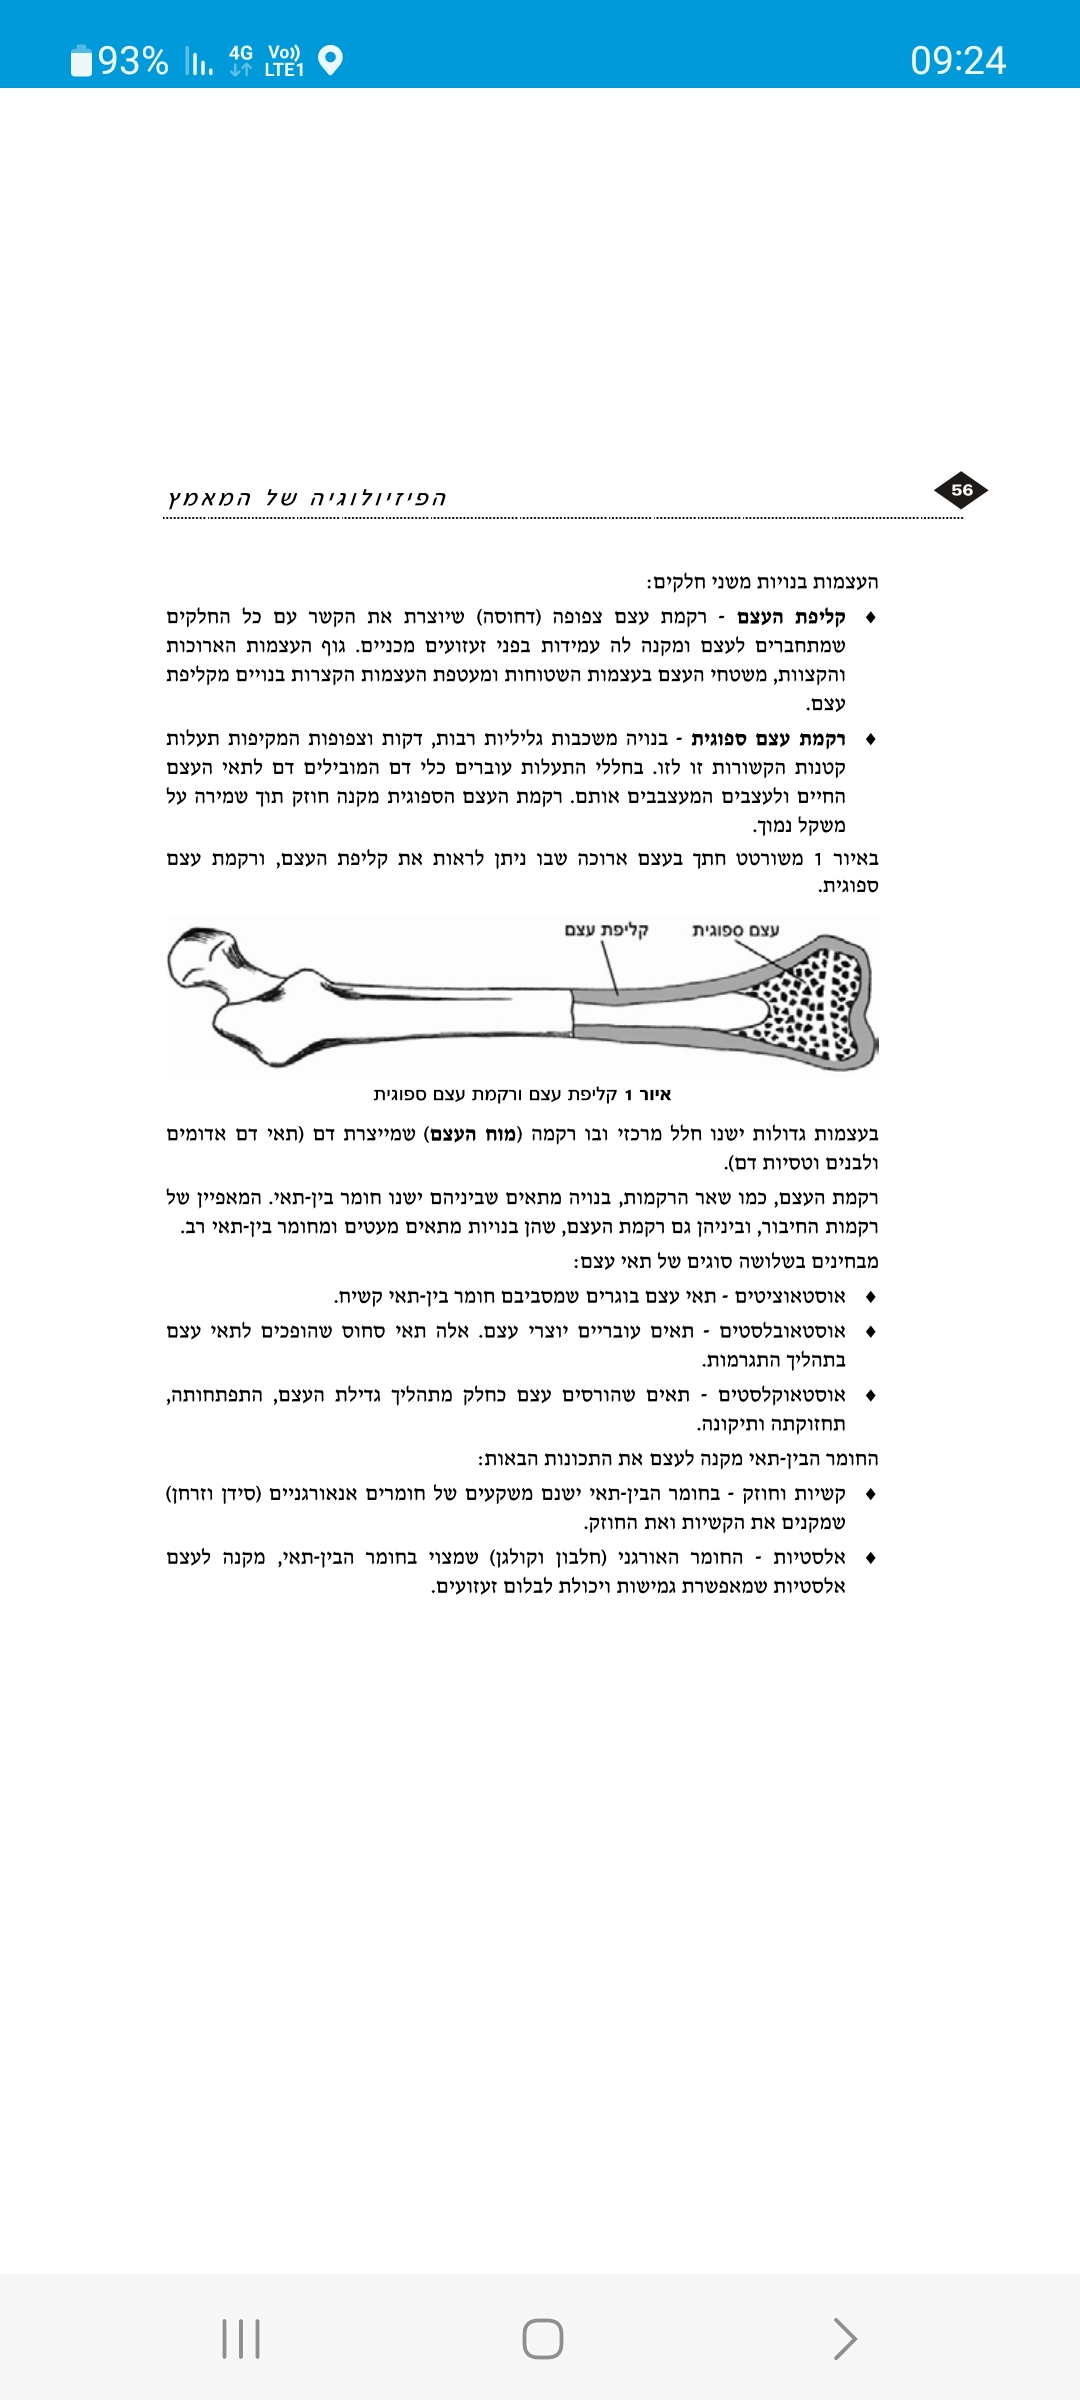 93% 4G Vo)) LTE1 09:24
56
הפיזיולוגיה של המאמץ
העצמות בנויות משני חלקים:
♦ קליפת העצם - רקמת עצם צפופה (דחוסה) שיוצרת את הקשר עם כל החלקים
שמתחברים לעצם ומקנה לה עמידות בפני זעזועים מכניים. גוף העצמות הארוכות
והקצוות, משטחי העצם בעצמות השטוחות ומעטפת העצמות הקצרות בנויים מקליפת
עצם.
♦ רקמת עצם ספוגית - בנויה משכבות גליליות רבות, דקות וצפופות המקיפות תעלות
קטנות הקשורות זו לזו. בחללי התעלות עוברים כלי דם המובילים דם לתאי העצם
החיים ולעצבים המעצבבים אותם. רקמת העצם הספוגית מקנה חוזק תוך שמירה על
משקל נמוך.
באיור 1 משורטט חתך בעצם ארוכה שבו ניתן לראות את קליפת העצם, ורקמת עצם
ספוגית.
עצם ספוגית
קליפת עצם
איור 1 קליפת עצם ורקמת עצם ספוגית
בעצמות גדולות ישנו חלל מרכזי ובו רקמה (מוח העצם) שמייצרת דם (תאי דם אדומים
ולבנים וטסיות דם).
רקמת העצם, כמו שאר הרקמות, בנויה מתאים שביניהם ישנו חומר בין-תאי. המאפיין של
רקמות החיבור, וביניהן גם רקמת העצם, שהן בנויות מתאים מעטים ומחומר בין-תאי רב.
מבחינים בשלושה סוגים של תאי עצם:
♦ אוסטאוציטים - תאי עצם בוגרים שמסביבם חומר בין-תאי קשיח.
♦ אוסטאובלסטים - תאים עובריים יוצרי עצם. אלה תאי סחוס שהופכים לתאי עצם
בתהליך התגרמות.
♦ אוסטאוקלסטים - תאים שהורסים עצם כחלק מתהליך גדילת העצם, התפתחותה,
תחזוקתה ותיקונה.
החומר הבין-תאי מקנה לעצם את התכונות הבאות:
♦ קשיות וחוזק - בחומר הבין-תאי ישנם משקעים של חומרים אנאורגניים (סידן וזרחן)
שמקנים את הקשיות ואת החוזק.
♦ אלסטיות - החומר האורגני (חלבון וקולגן) שמצוי בחומר הבין-תאי, מקנה לעצם
אלסטיות שמאפשרת גמישות ויכולת לבלום זעזועים.